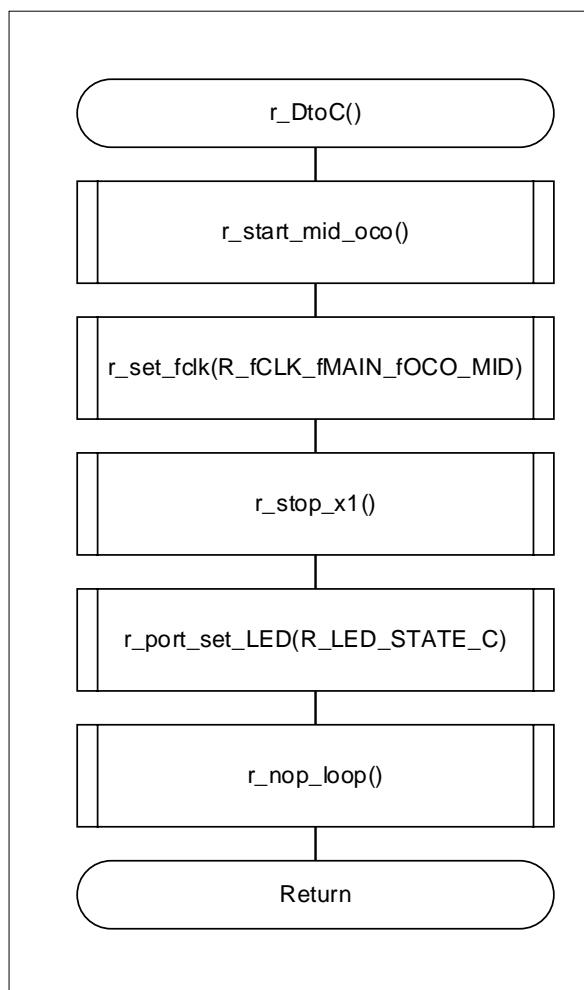 r_DtoC()
r_start_mid_oco()
r_set_fclk(R_fCLK_fMAIN_fOCO_MID)
r_stop_x1()
r_port_set_LED(R_LED_STATE_C)
r_nop_loop()
Return